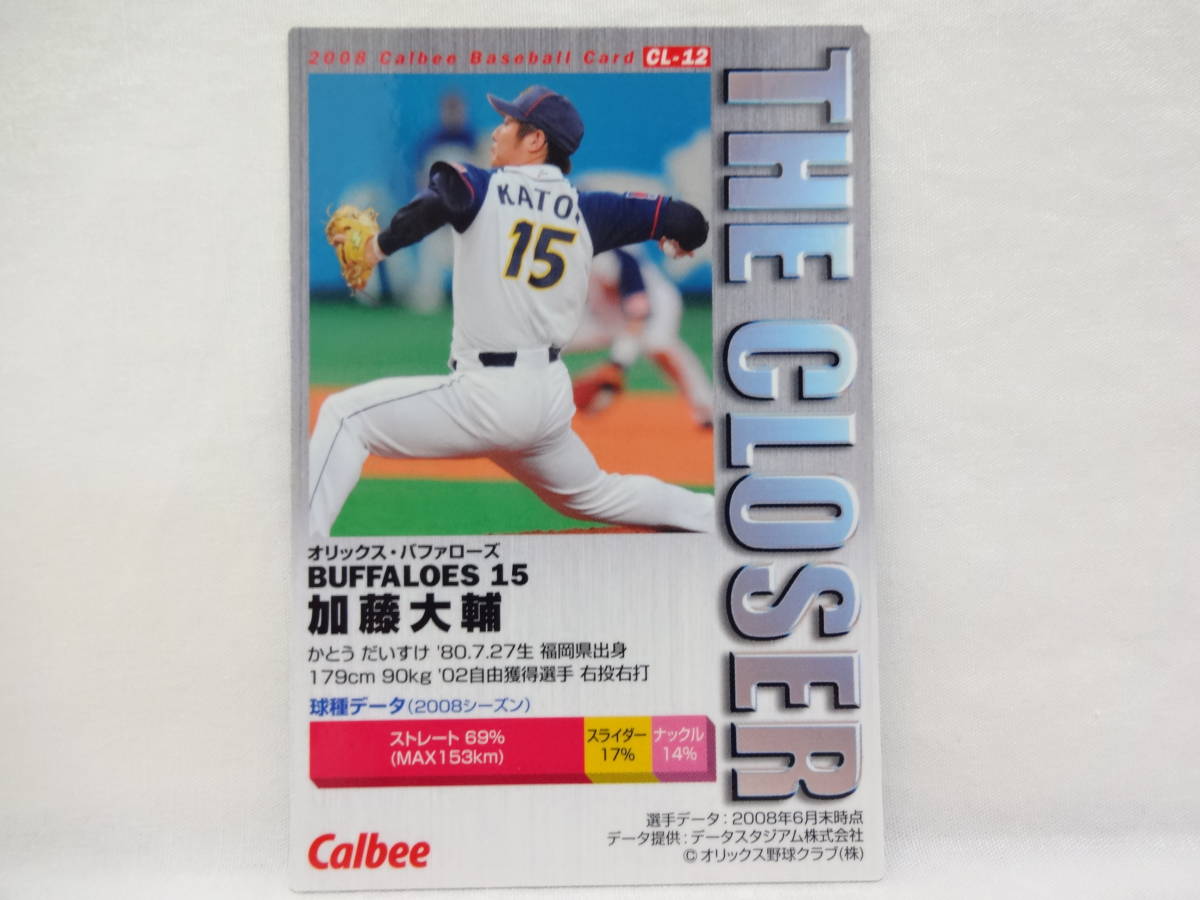 2008 Calbee Baseball Card CL-12
THE CLOSER
KATO
15
オリックス・バファローズ
BUFFALOES 15
加藤大輔
かとう だいすけ '80.7.27生 福岡県出身
179cm 90kg '02自由獲得選手 右投右打
球種データ(2008シーズン)
ストレート 69%
(MAX153km)
スライダー
17%
ナックル
14%
選手データ:2008年6月末時点
データ提供:データスタジアム株式会社
©オリックス野球クラブ(株)
Calbee